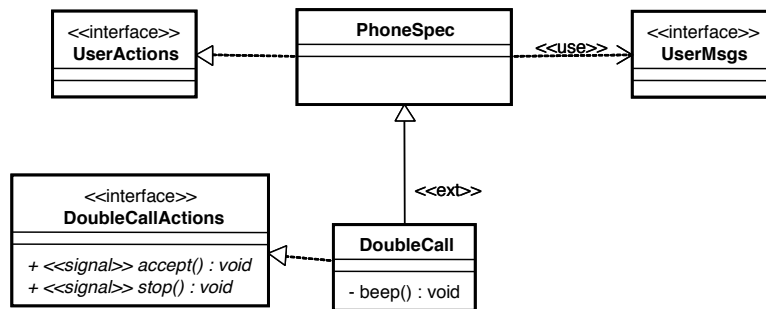 <<interface>>
UserActions
PhoneSpec
<<use>>
<<interface>>
UserMsgs
<<ext>>
<<interface>>
DoubleCallActions
+ <<signal>> accept() : void
+ <<signal>> stop() : void
DoubleCall
- beep() : void